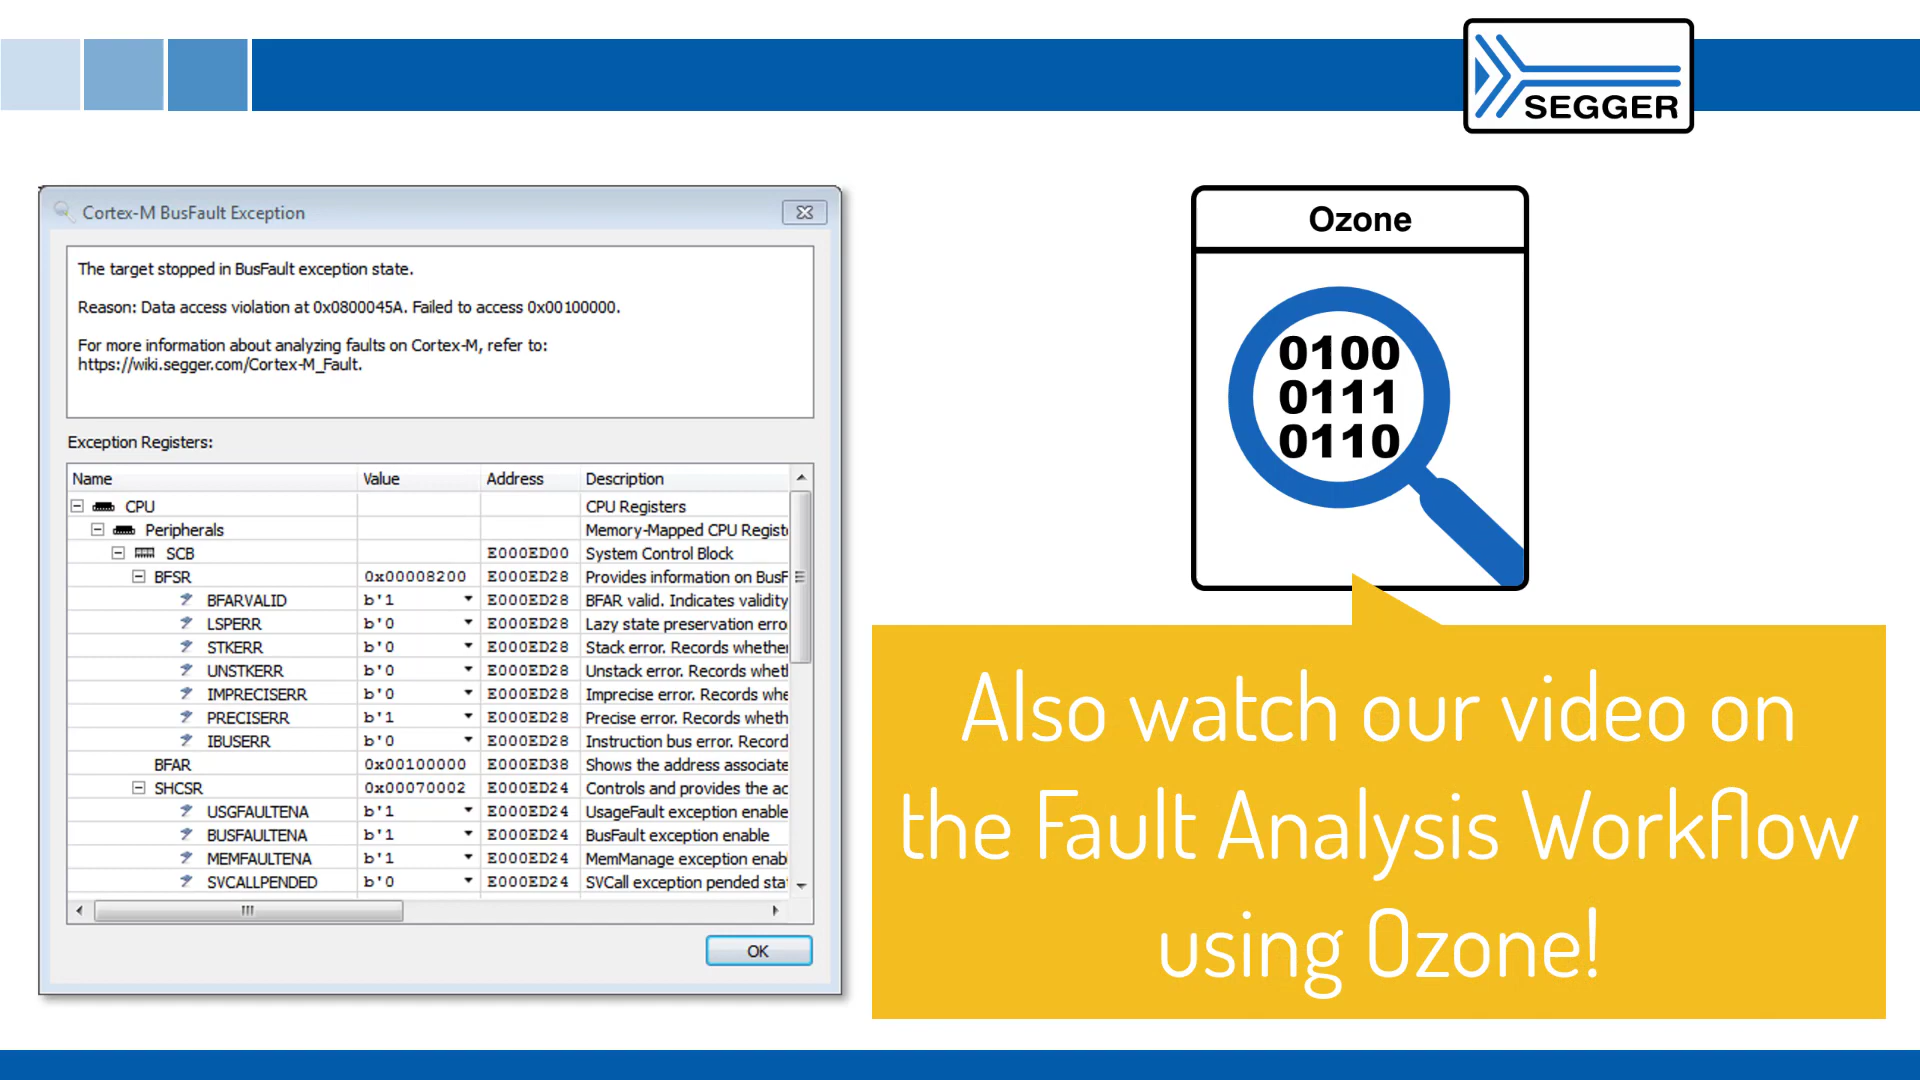 SEGGER
Cortex-M BusFault Exception
The target stopped in BusFault exception state.
Reason: Data access violation at 0x0800045A. Failed to access 0x00100000.
For more information about analyzing faults on Cortex-M, refer to:
https://wiki.segger.com/Cortex-M_Fault.
Exception Registers:
Name Value Address Description
CPU CPU Registers
Peripherals Memory-Mapped CPU Registe
SCB E000ED00 System Control Block
BFSR 0x00008200 E000ED28 Provides information on BusF
BFARVALID b'1 E000ED28 BFAR valid. Indicates validity
LSPERR b'0 E000ED28 Lazy state preservation erro
STKERR b'0 E000ED28 Stack error. Records whether
UNSTKERR b'0 E000ED28 Unstack error. Records wheth
IMPRECISERR b'0 E000ED28 Imprecise error. Records whe
PRECISERR b'1 E000ED28 Precise error. Records wheth
IBUSERR b'0 E000ED28 Instruction bus error. Record
BFAR 0x00100000 E000ED38 Shows the address associate
SHCSR 0x00070002 E000ED24 Controls and provides the ac
USGFAULTENA b'1 E000ED24 UsageFault exception enable
BUSFAULTENA b'1 E000ED24 BusFault exception enable
MEMFAULTENA b'1 E000ED24 MemManage exception enab
SVCALLPENDED b'0 E000ED24 SVCall exception pended sta
OK
Ozone
0100
0111
0110
Also watch our video on
the Fault Analysis Workflow
using Ozone!